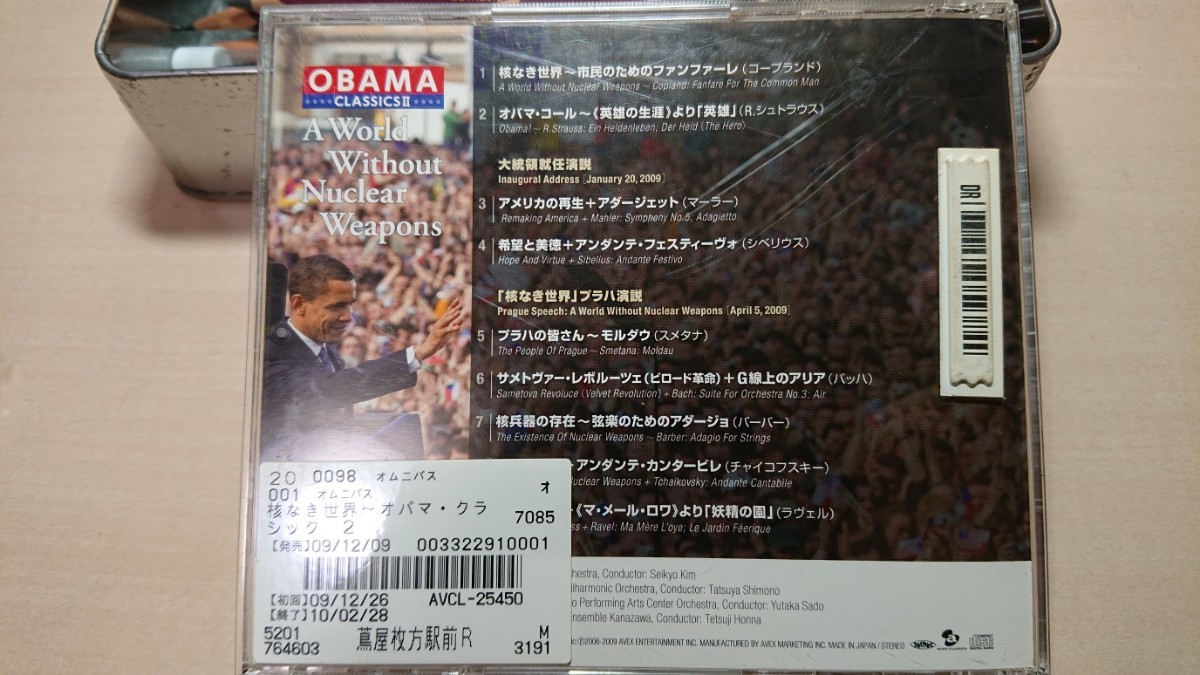 OBAMA
CLASSICS II
A World
Without
Nuclear
Weapons
1 核なき世界~市民のためのファンファーレ(コープランド)
A World Without Nuclear Weapons ~ Copland: Fanfare For The Common Man
2 オバマ・コール~《英雄の生涯》より「英雄」(R.シュトラウス)
Obama! ~ R.Strauss: Ein Heldenleben; Der Held (The Hero)
大統領就任演説
Inaugural Address [January 20, 2009]
3 アメリカの再生+アダージェット(マーラー)
Remaking America + Mahler: Symphony No.5; Adagietto
4 希望と美徳+アンダンテ・フェスティーヴォ(シベリウス)
Hope And Virtue + Sibelius: Andante Festivo
「核なき世界」プラハ演説
Prague Speech: A World Without Nuclear Weapons [April 5, 2009]
5 プラハの皆さん~モルダウ(スメタナ)
The People Of Prague ~ Smetana: Moldau
6 サメトヴァー・レボルーツェ(ビロード革命)+G線上のアリア(バッハ)
Sametova Revoluce (Velvet Revolution) + Bach: Suite For Orchestra No.3: Air
7 核兵器の存在~弦楽のためのアダージョ(バーバー)
The Existence Of Nuclear Weapons ~ Barber: Adagio For Strings
アンダンテ・カンタービレ(チャイコフスキー)
Nuclear Weapons + Tchaikovsky: Andante Cantabile
《マ・メール・ロワ》より「妖精の園」(ラヴェル)
ss + Ravel: Ma Mère L'oye; Le Jardin Féerique
hestra, Conductor: Seikyo Kim
ilharmonic Orchestra, Conductor: Tatsuya Shimono
o Performing Arts Center Orchestra, Conductor: Yutaka Sado
nsemble Kanazawa, Conductor: Tetsuji Honna
℗2006-2009 AVEX ENTERTAINMENT INC. MANUFACTURED BY AVEX MARKETING INC. MADE IN JAPAN / STEREO
20 0098 オムニバス
001 オムニバス オ
核なき世界~オバマ・クラ
シック 2 7085
【発売】09/12/09 003322910001
【初回】09/12/26 AVCL-25450
【終了】10/02/28
5201 蔦屋枚方駅前R M
764603 3191
DR